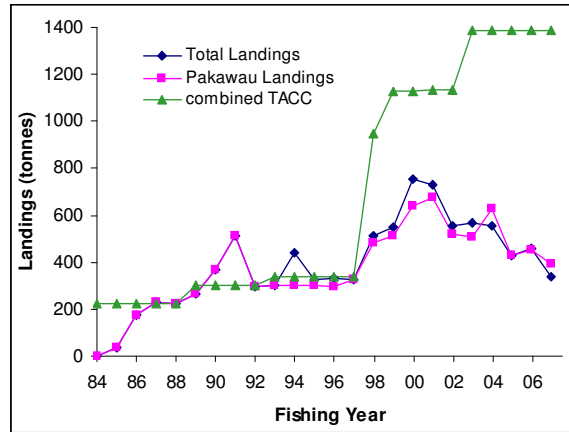 1400
1200
1000
800
600
400
200
0
Landings (tonnes)
Total Landings
Pakawau Landings
combined TACC
84 86 88 90 92 94 96 98 00 02 04 06
Fishing Year